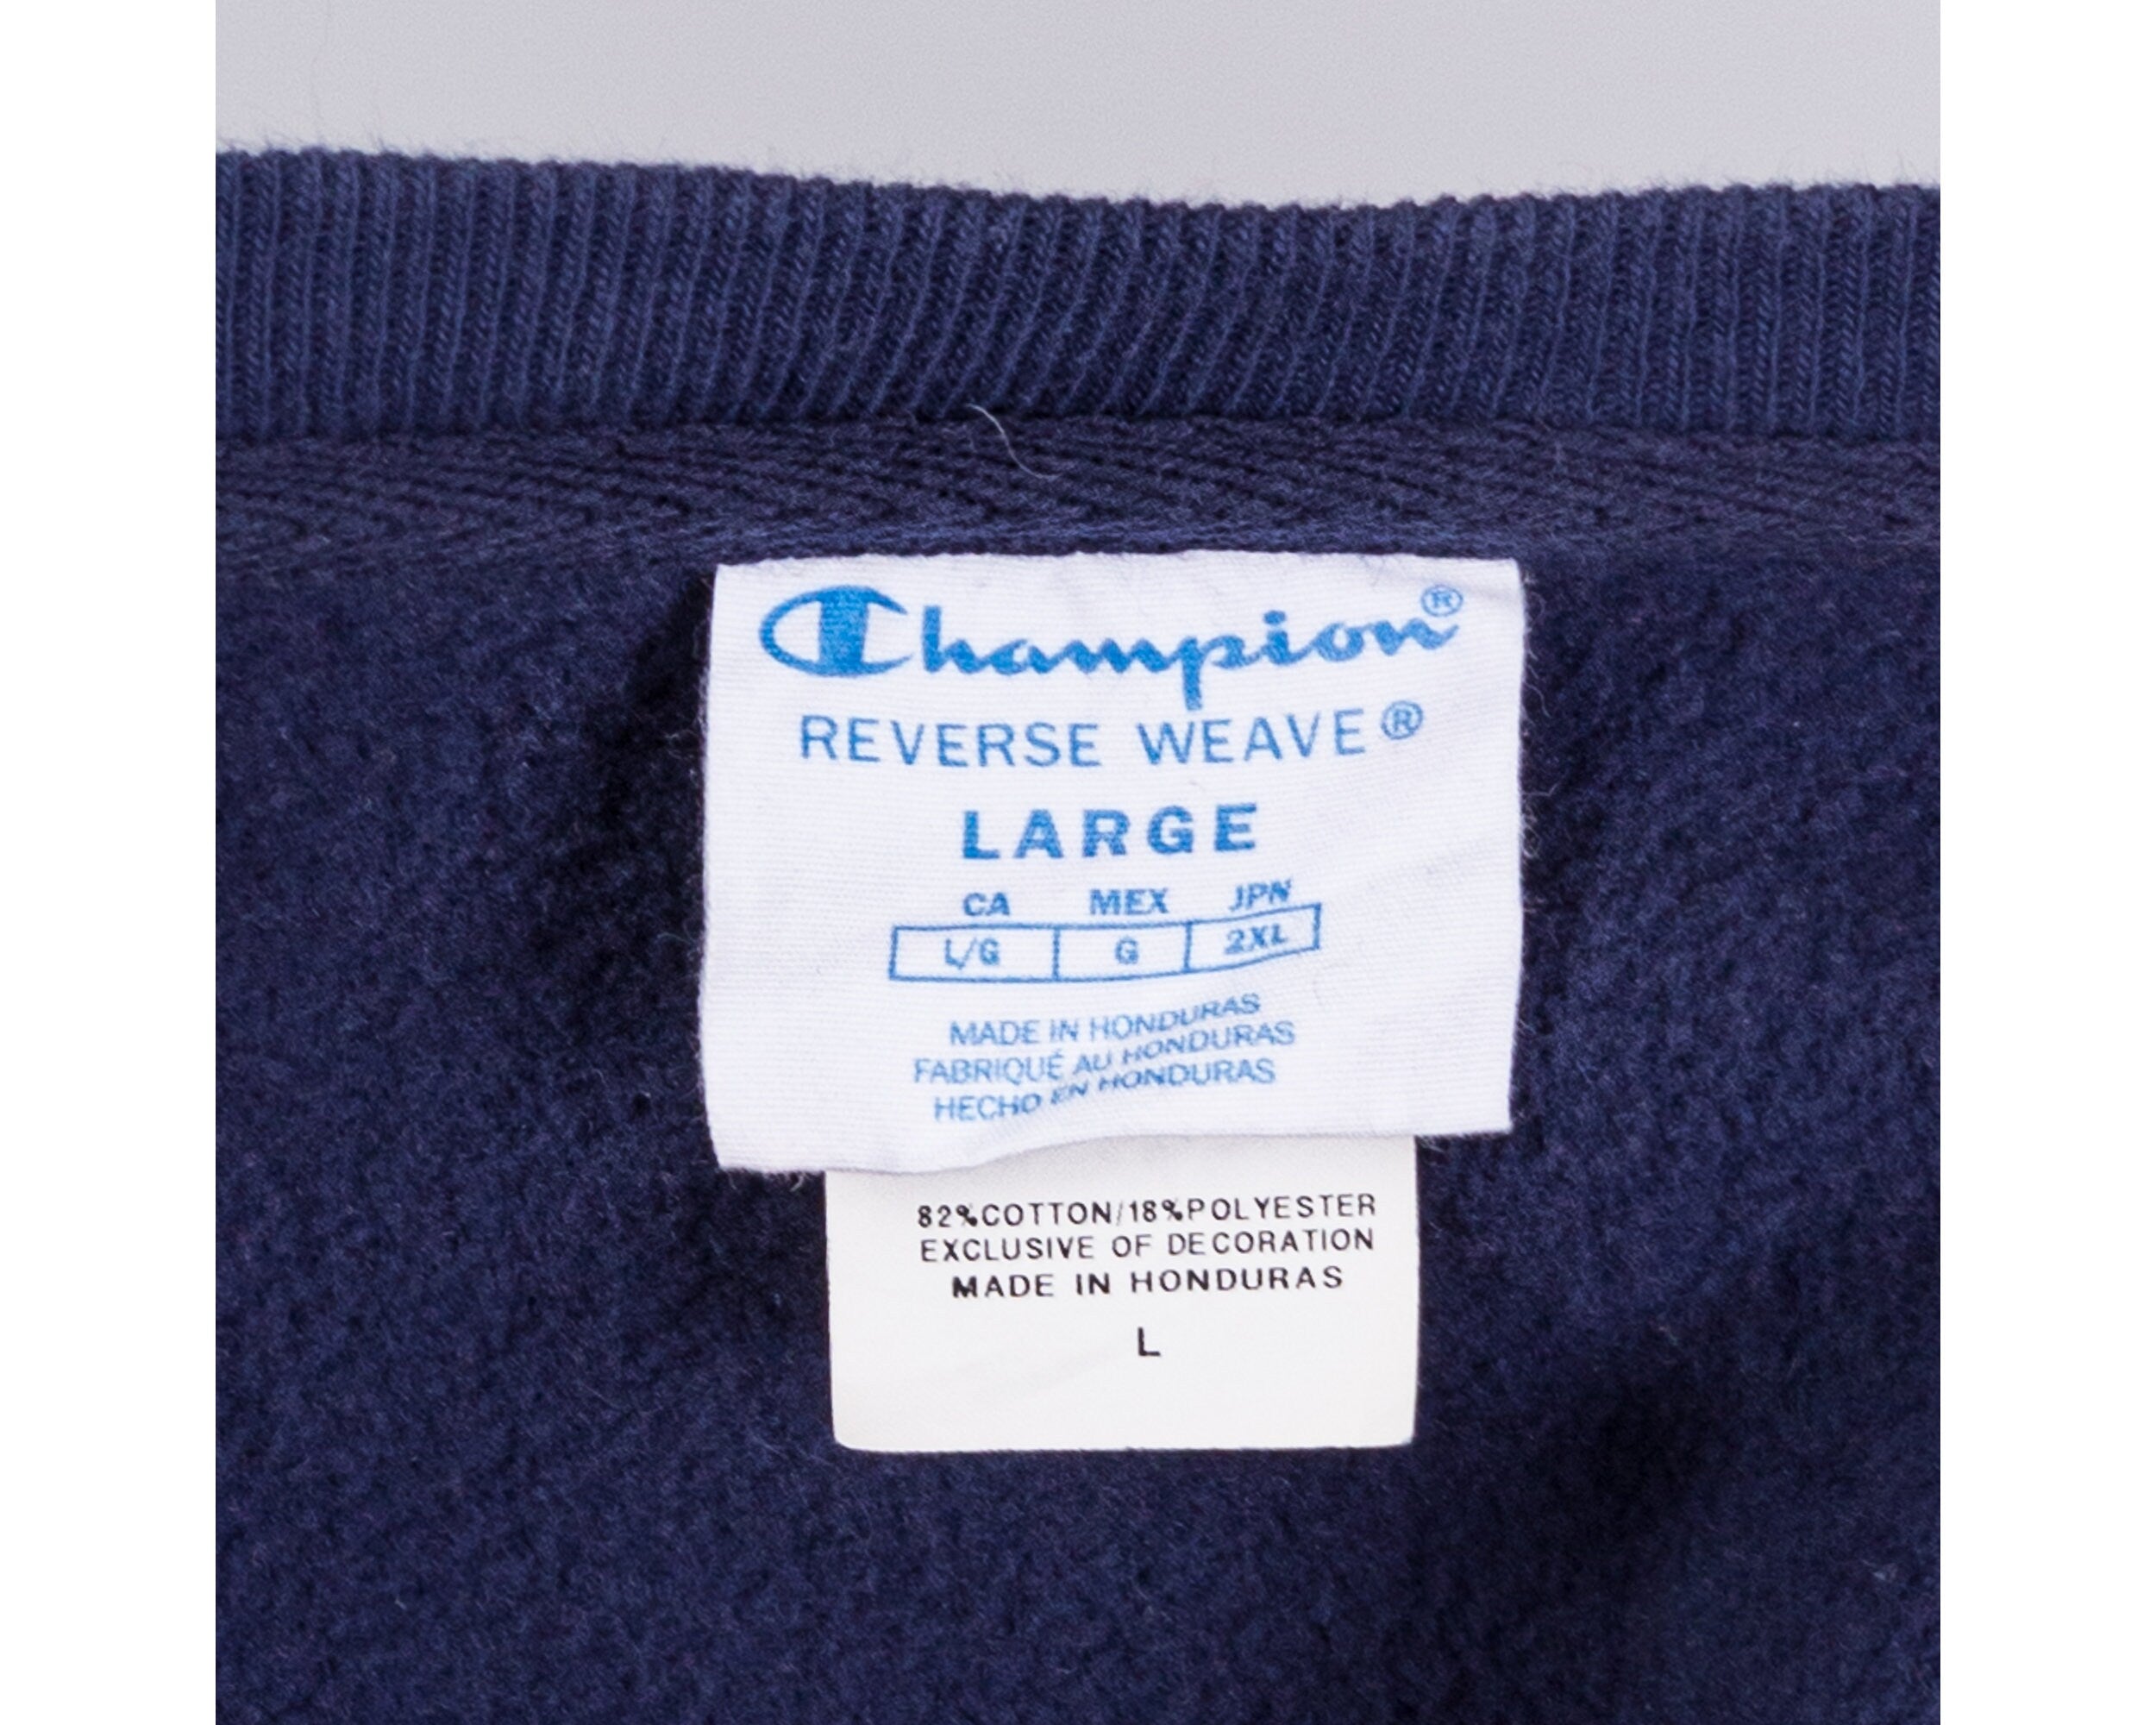 Champion®
REVERSE WEAVE®
LARGE
CA MEX JPN
L/G G 2XL
MADE IN HONDURAS
FABRIQUÉ AU HONDURAS
HECHO EN HONDURAS
82%COTTON/18%POLYESTER
EXCLUSIVE OF DECORATION
MADE IN HONDURAS
L